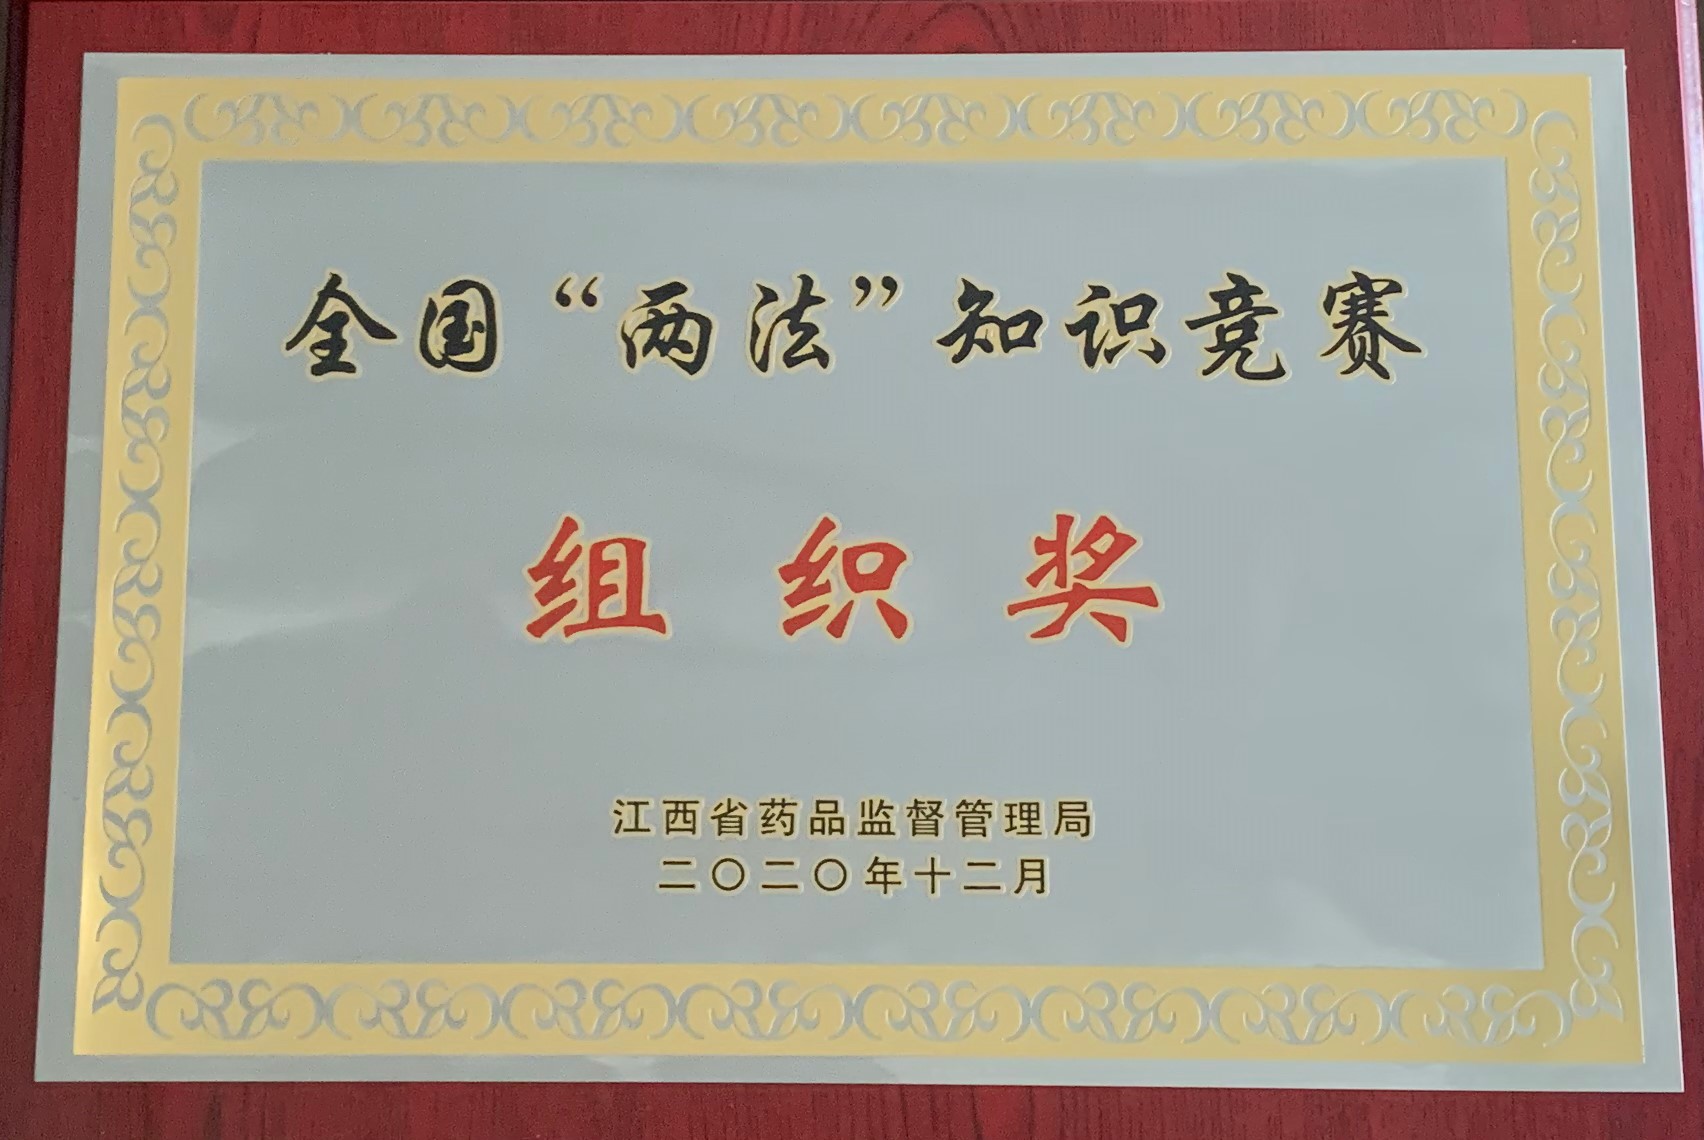 全国“两法”知识竞赛
组织奖
江西省药品监督管理局
二〇二〇年十二月